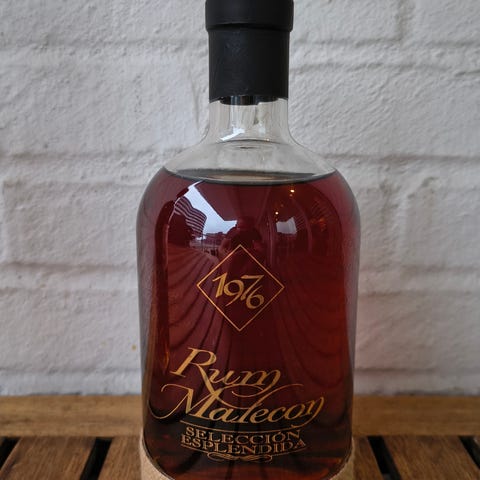 1976
Rum
Malecon
SELECCIÓN
ESPLENDIDA